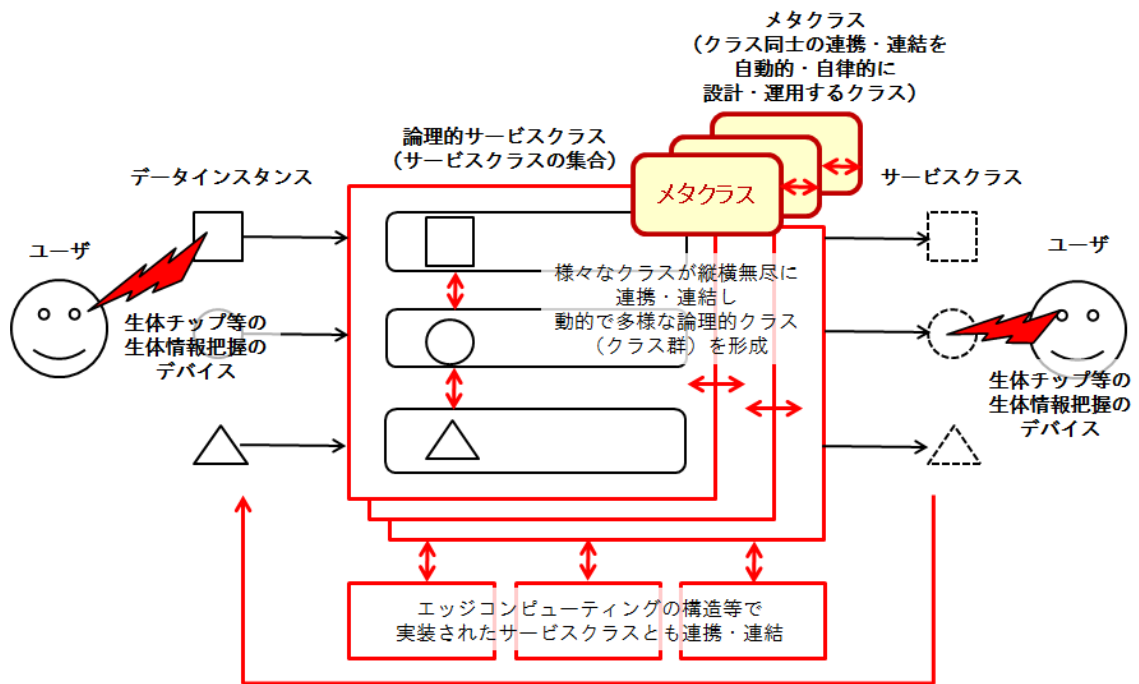 メタクラス
（クラス同士の連携・連結を
自動的・自律的に
設計・運用するクラス）
論理的サービスクラス
（サービスクラスの集合）
データインスタンス
メタクラス
サービスクラス
ユーザ
ユーザ
様々なクラスが縦横無尽に
連携・連結し
動的で多様な論理的クラス
（クラス群）を形成
生体チップ等の
生体情報把握の
デバイス
生体チップ等の
生体情報把握の
デバイス
エッジコンピューティングの構造等で
実装されたサービスクラスとも連携・連結